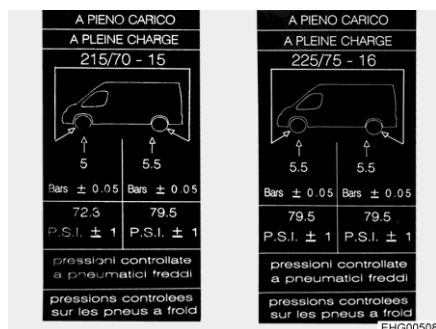 A PIENO CARICO
A PLEINE CHARGE
215/70 - 15
5 5.5
Bars ± 0.05 Bars ± 0.05
72.3 79.5
P.S.I. ± 1 P.S.I. ± 1
pressioni controllate
a pneumatici freddi
pressions controlees
sur les pneus a froid
A PIENO CARICO
A PLEINE CHARGE
225/75 - 16
5.5 5.5
Bars ± 0.05 Bars ± 0.05
79.5 79.5
P.S.I. ± 1 P.S.I. ± 1
pressioni controllate
a pneumatici freddi
pressions controlees
sur les pneus a froid
EHG00508